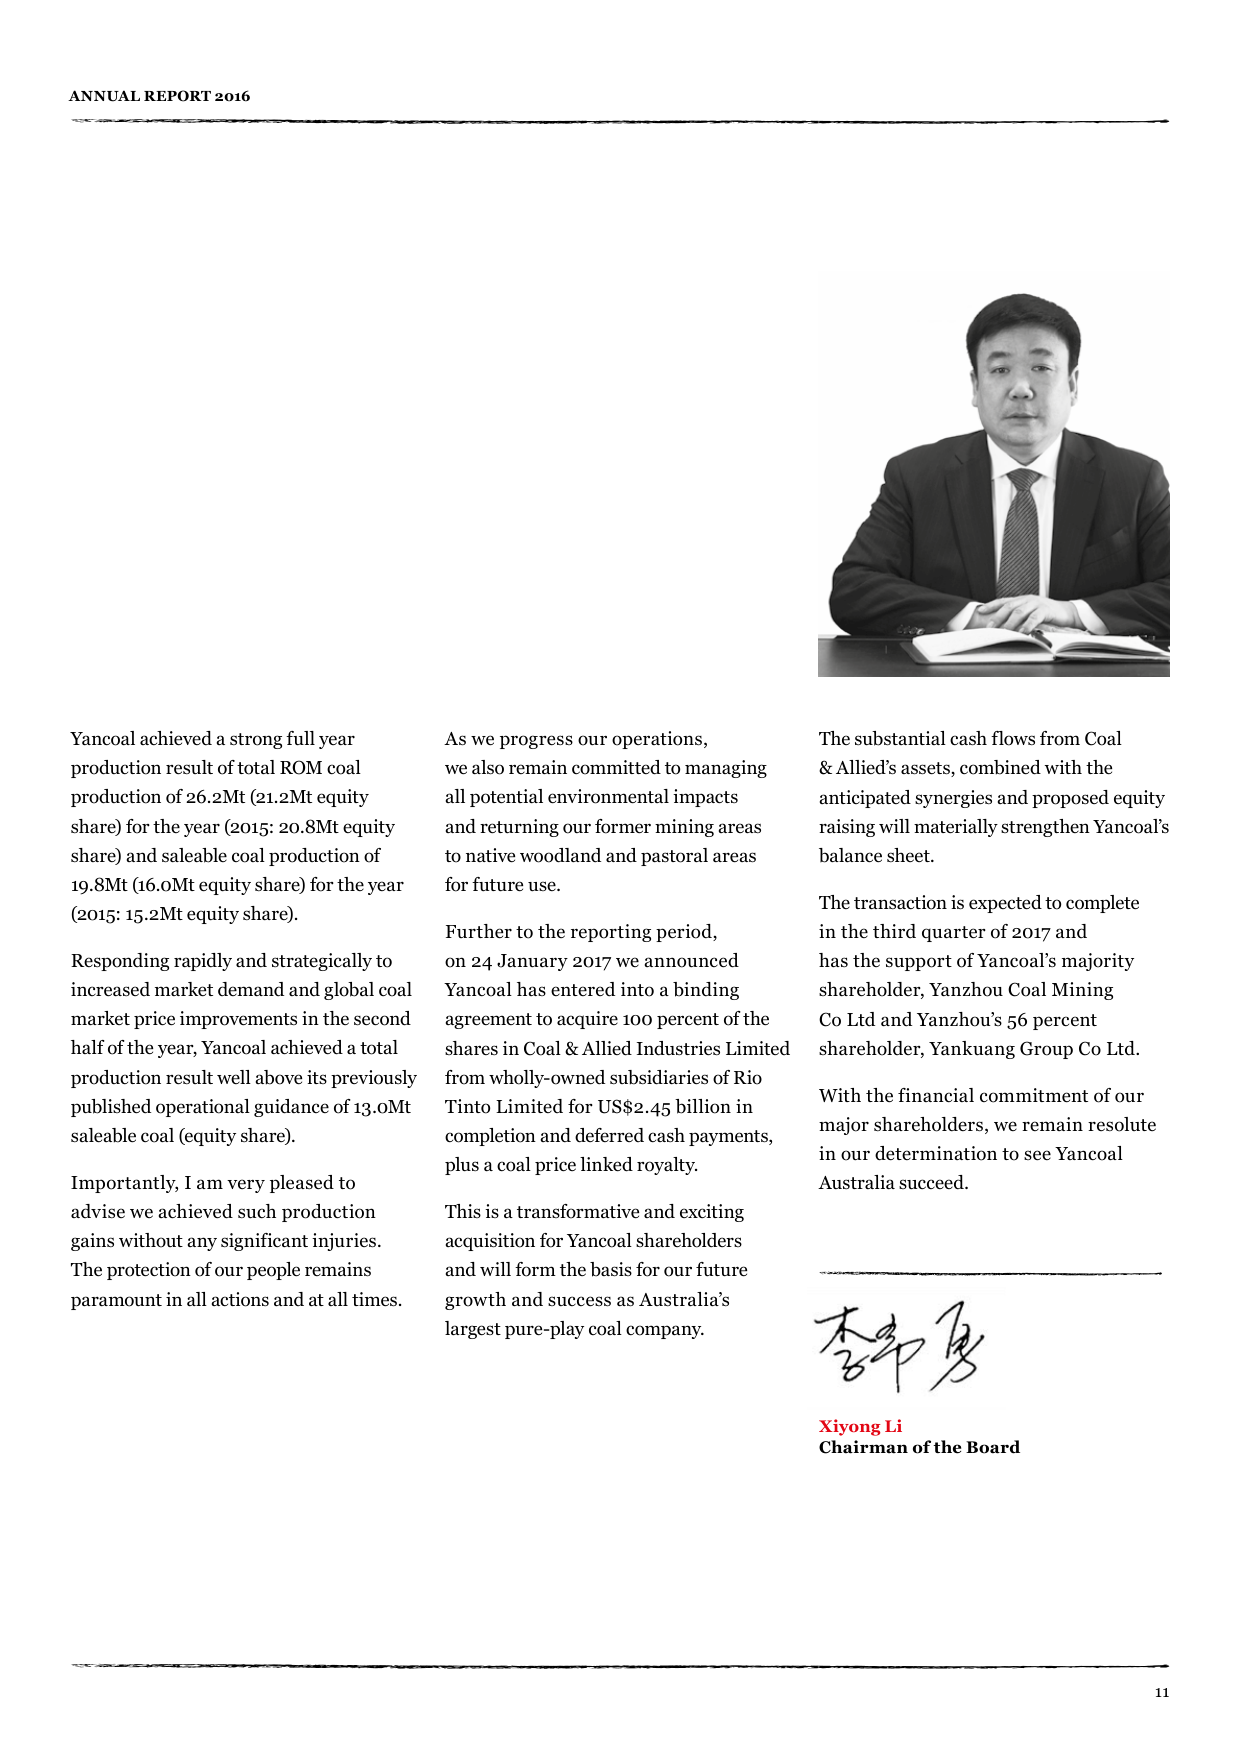 ANNUAL REPORT 2016
Yancoal achieved a strong full year
production result of total ROM coal
production of 26.2Mt (21.2Mt equity
share) for the year (2015: 20.8Mt equity
share) and saleable coal production of
19.8Mt (16.0Mt equity share) for the year
(2015: 15.2Mt equity share).
Responding rapidly and strategically to
increased market demand and global coal
market price improvements in the second
half of the year, Yancoal achieved a total
production result well above its previously
published operational guidance of 13.0Mt
saleable coal (equity share).
Importantly, I am very pleased to
advise we achieved such production
gains without any significant injuries.
The protection of our people remains
paramount in all actions and at all times.
As we progress our operations,
we also remain committed to managing
all potential environmental impacts
and returning our former mining areas
to native woodland and pastoral areas
for future use.
Further to the reporting period,
on 24 January 2017 we announced
Yancoal has entered into a binding
agreement to acquire 100 percent of the
shares in Coal & Allied Industries Limited
from wholly-owned subsidiaries of Rio
Tinto Limited for US$2.45 billion in
completion and deferred cash payments,
plus a coal price linked royalty.
This is a transformative and exciting
acquisition for Yancoal shareholders
and will form the basis for our future
growth and success as Australia’s
largest pure-play coal company.
The substantial cash flows from Coal
& Allied’s assets, combined with the
anticipated synergies and proposed equity
raising will materially strengthen Yancoal’s
balance sheet.
The transaction is expected to complete
in the third quarter of 2017 and
has the support of Yancoal’s majority
shareholder, Yanzhou Coal Mining
Co Ltd and Yanzhou’s 56 percent
shareholder, Yankuang Group Co Ltd.
With the financial commitment of our
major shareholders, we remain resolute
in our determination to see Yancoal
Australia succeed.
李希勇
Xiyong Li
Chairman of the Board
11